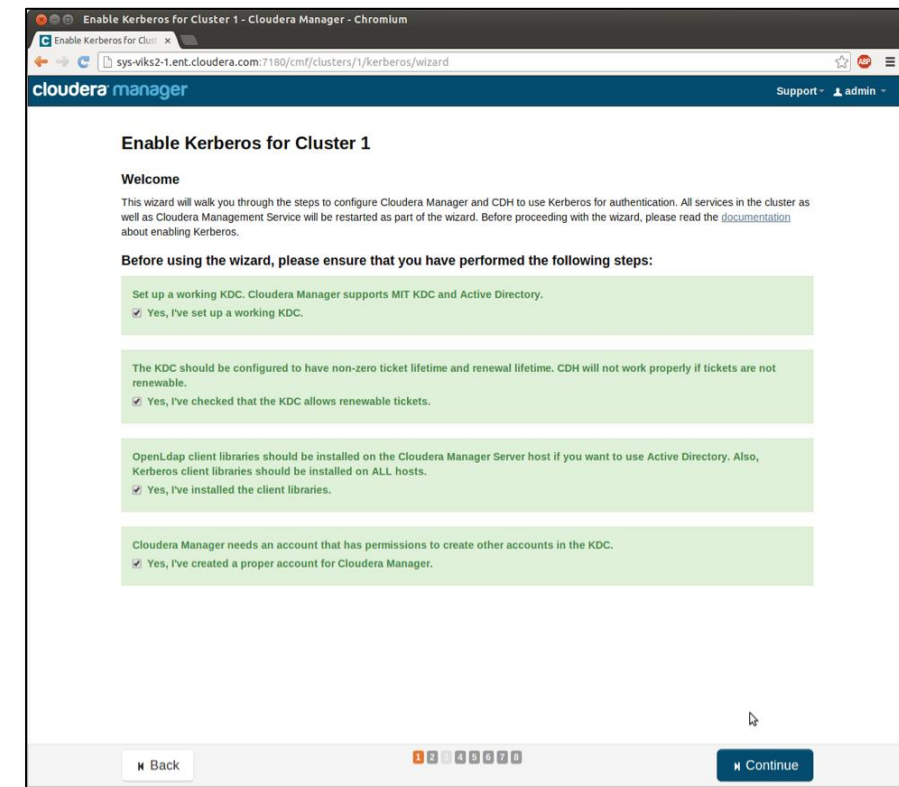 Enable Kerberos for Cluster 1 - Cloudera Manager - Chromium
Enable Kerberos for Clus
sys-viks2-1.ent.cloudera.com:7180/cmf/clusters/1/kerberos/wizard
ABP
cloudera manager
Support
admin
Enable Kerberos for Cluster 1
Welcome
This wizard will walk you through the steps to configure Cloudera Manager and CDH to use Kerberos for authentication. All services in the cluster as
well as Cloudera Management Service will be restarted as part of the wizard. Before proceeding with the wizard, please read the documentation
about enabling Kerberos.
Before using the wizard, please ensure that you have performed the following steps:
Set up a working KDC. Cloudera Manager supports MIT KDC and Active Directory.
Yes, I've set up a working KDC.
The KDC should be configured to have non-zero ticket lifetime and renewal lifetime. CDH will not work properly if tickets are not
renewable.
Yes, I've checked that the KDC allows renewable tickets.
OpenLdap client libraries should be installed on the Cloudera Manager Server host if you want to use Active Directory. Also,
Kerberos client libraries should be installed on ALL hosts.
Yes, I've installed the client libraries.
Cloudera Manager needs an account that has permissions to create other accounts in the KDC.
Yes, I've created a proper account for Cloudera Manager.
Back
1 2 3 4 5 6 7 8
Continue